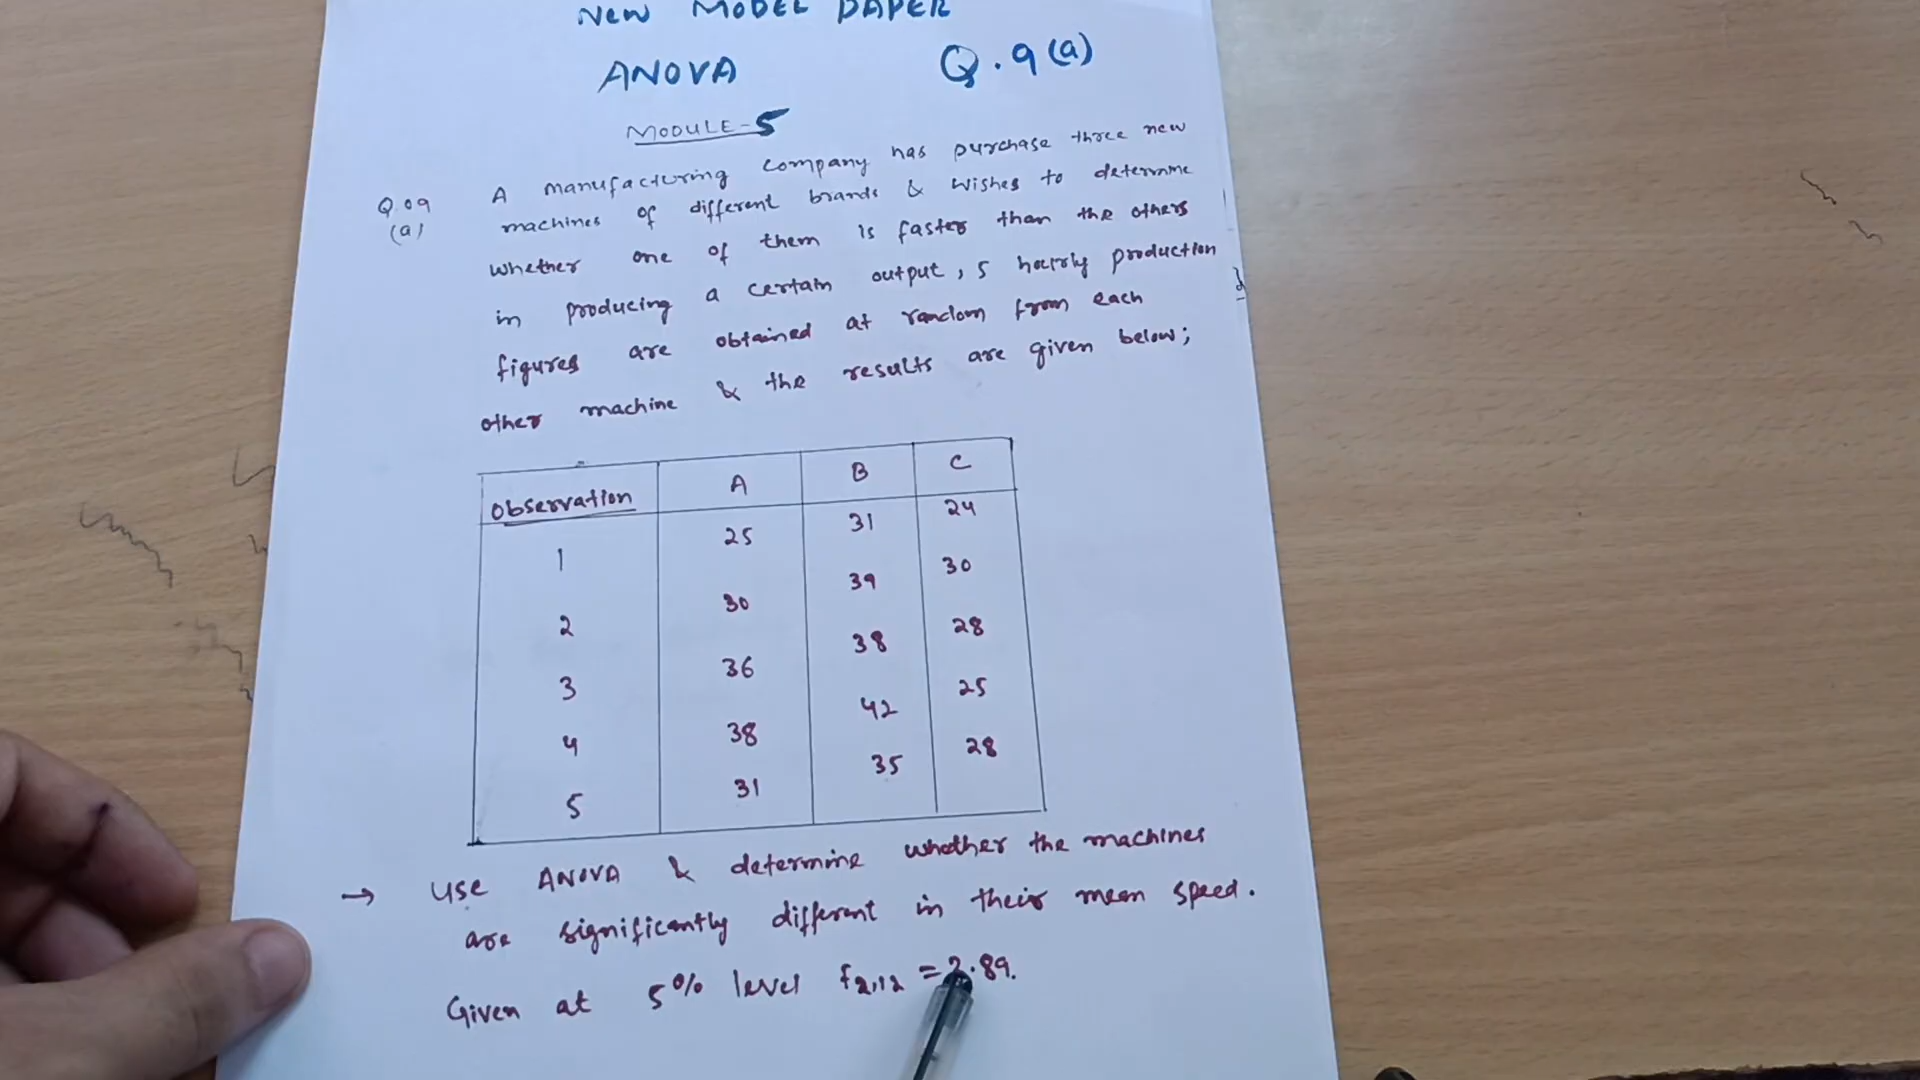 NEW MODEL PAPER
ANOVA Q.9(a)
MODULE-5
Q.09 (a) A manufacturing company has purchase three new
machines of different brands & wishes to determine
whether one of them is faster than the others
in producing a certain output, 5 hourly production
figures are obtained at random from each
other machine & the results are given below;
observation A B C
1 25 31 24
2 30 39 30
3 36 38 28
4 38 42 25
5 31 35 28
→ use ANOVA & determine whether the machines
are significantly different in their mean speed.
Given at 5% level f2,12 = .89.